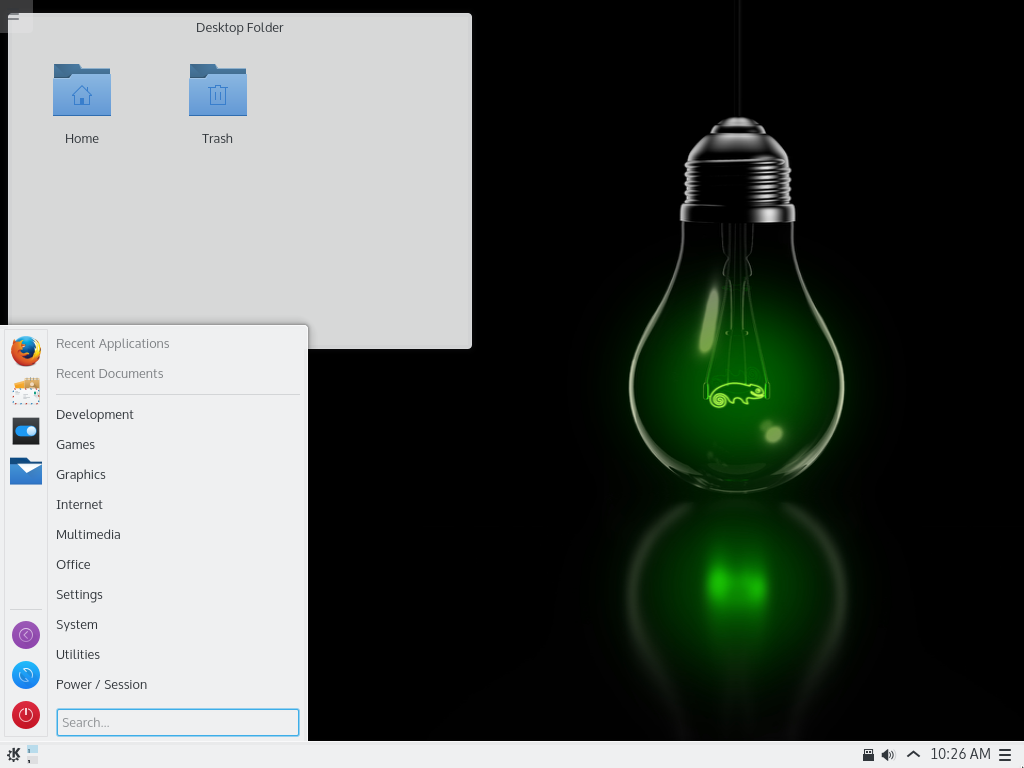 Desktop Folder
Home
Trash
Recent Applications
Recent Documents
Development
Games
Graphics
Internet
Multimedia
Office
Settings
System
Utilities
Power / Session
Search...
10:26 AM